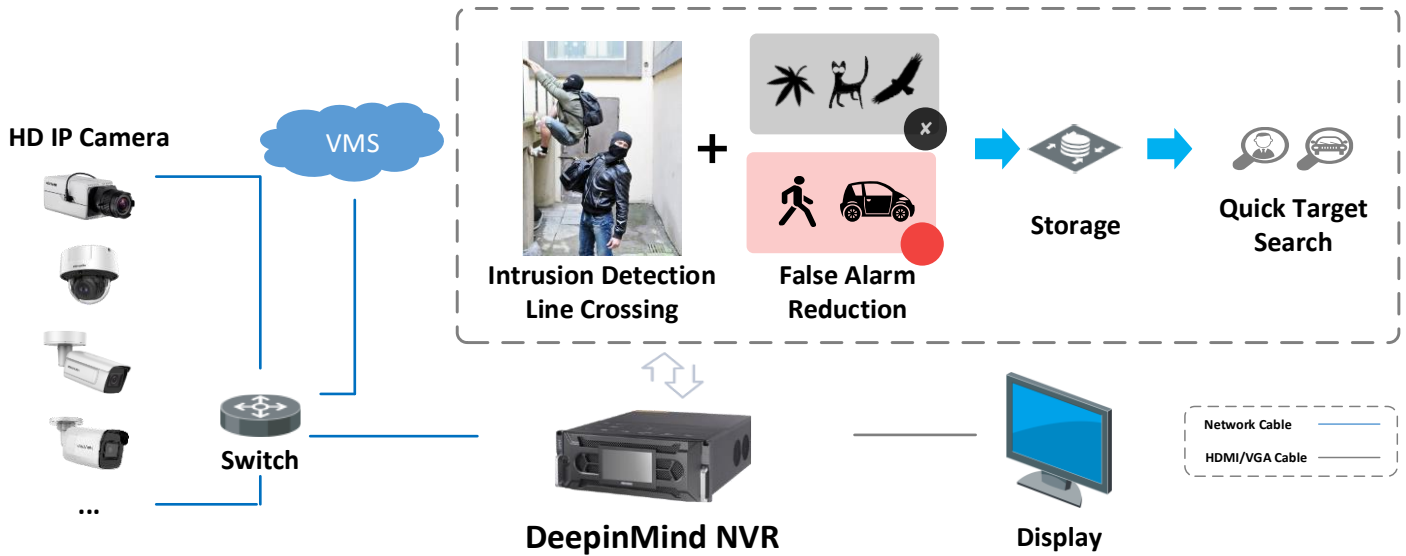 HD IP Camera
VMS
...
Switch
Intrusion Detection
Line Crossing
+
False Alarm
Reduction
Storage
Quick Target
Search
DeepinMind NVR
Display
Network Cable
HDMI/VGA Cable